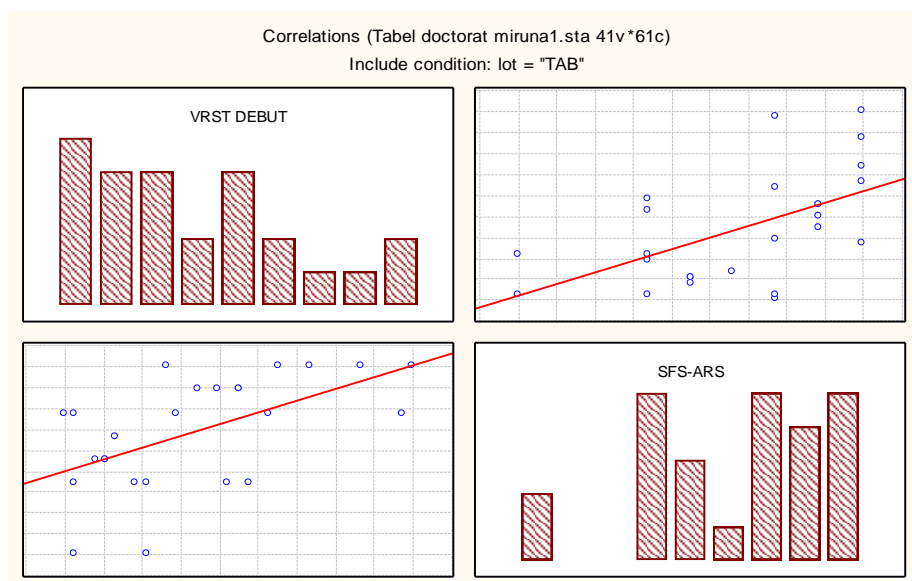 Correlations (Tabel doctorat miruna1.sta 41v*61c)
Include condition: lot = "TAB"
VRST DEBUT
SFS-ARS